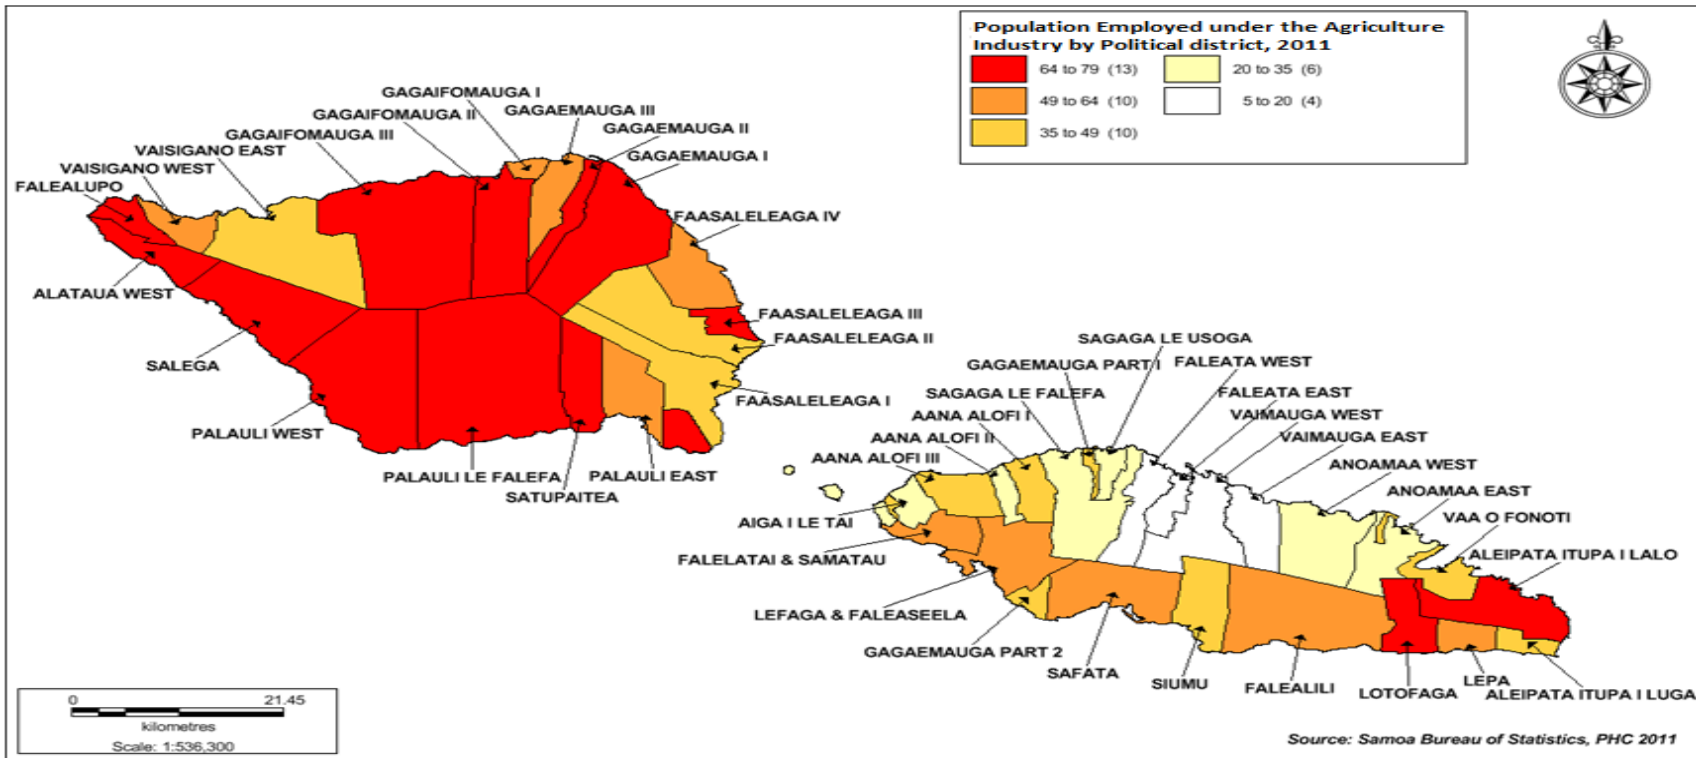 Population Employed under the Agriculture
Industry by Political district, 2011
64 to 79 (13)
20 to 35 (6)
49 to 64 (10)
5 to 20 (4)
35 to 49 (10)
GAGAIFOMAUGA I
GAGAEMAUGA III
GAGAIFOMAUGA II
GAGAEMAUGA II
GAGAIFOMAUGA III
VAISIGANO EAST
GAGAEMAUGA I
VAISIGANO WEST
FALEALUPO
FAASALELEAGA IV
ALATAUA WEST
FAASALELEAGA III
FAASALELEAGA II
SALEGA
FAASALELEAGA I
PALAULI WEST
PALAULI LE FALEFA
PALAULI EAST
SATUPAITEA
SAGAGA LE USOGA
GAGAEMAUGA PART I
FALEATA WEST
SAGAGA LE FALEFA
FALEATA EAST
AANA ALOFI I
VAIMAUGA WEST
AANA ALOFI II
VAIMAUGA EAST
AANA ALOFI III
ANOAMAA WEST
ANOAMAA EAST
AIGA I LE TAI
VAA O FONOTI
FALELATAI & SAMATAU
ALEIPATA ITUPA I LALO
LEFAGA & FALEASEELA
GAGAEMAUGA PART 2
SAFATA
SIUMU
FALEALILI
LOTOFAGA
LEPA
ALEIPATA ITUPA I LUGA
0
21.45
kilometres
Scale: 1:536,300
Source: Samoa Bureau of Statistics, PHC 2011